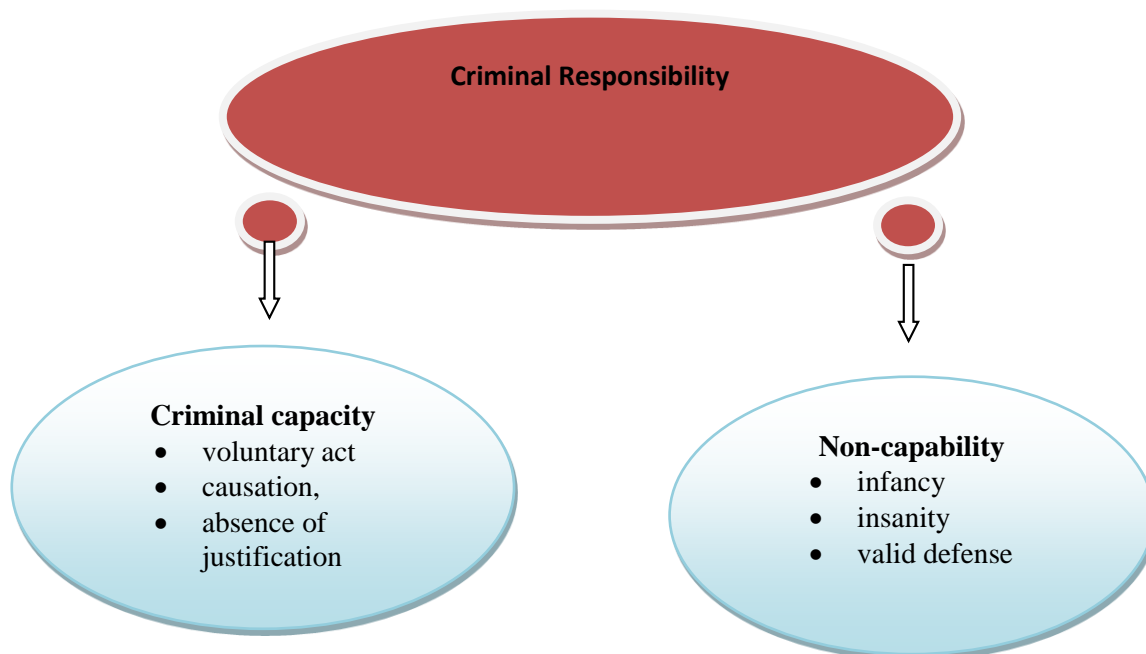 Criminal Responsibility
Criminal capacity
• voluntary act
• causation,
• absence of
justification
Non-capability
• infancy
• insanity
• valid defense